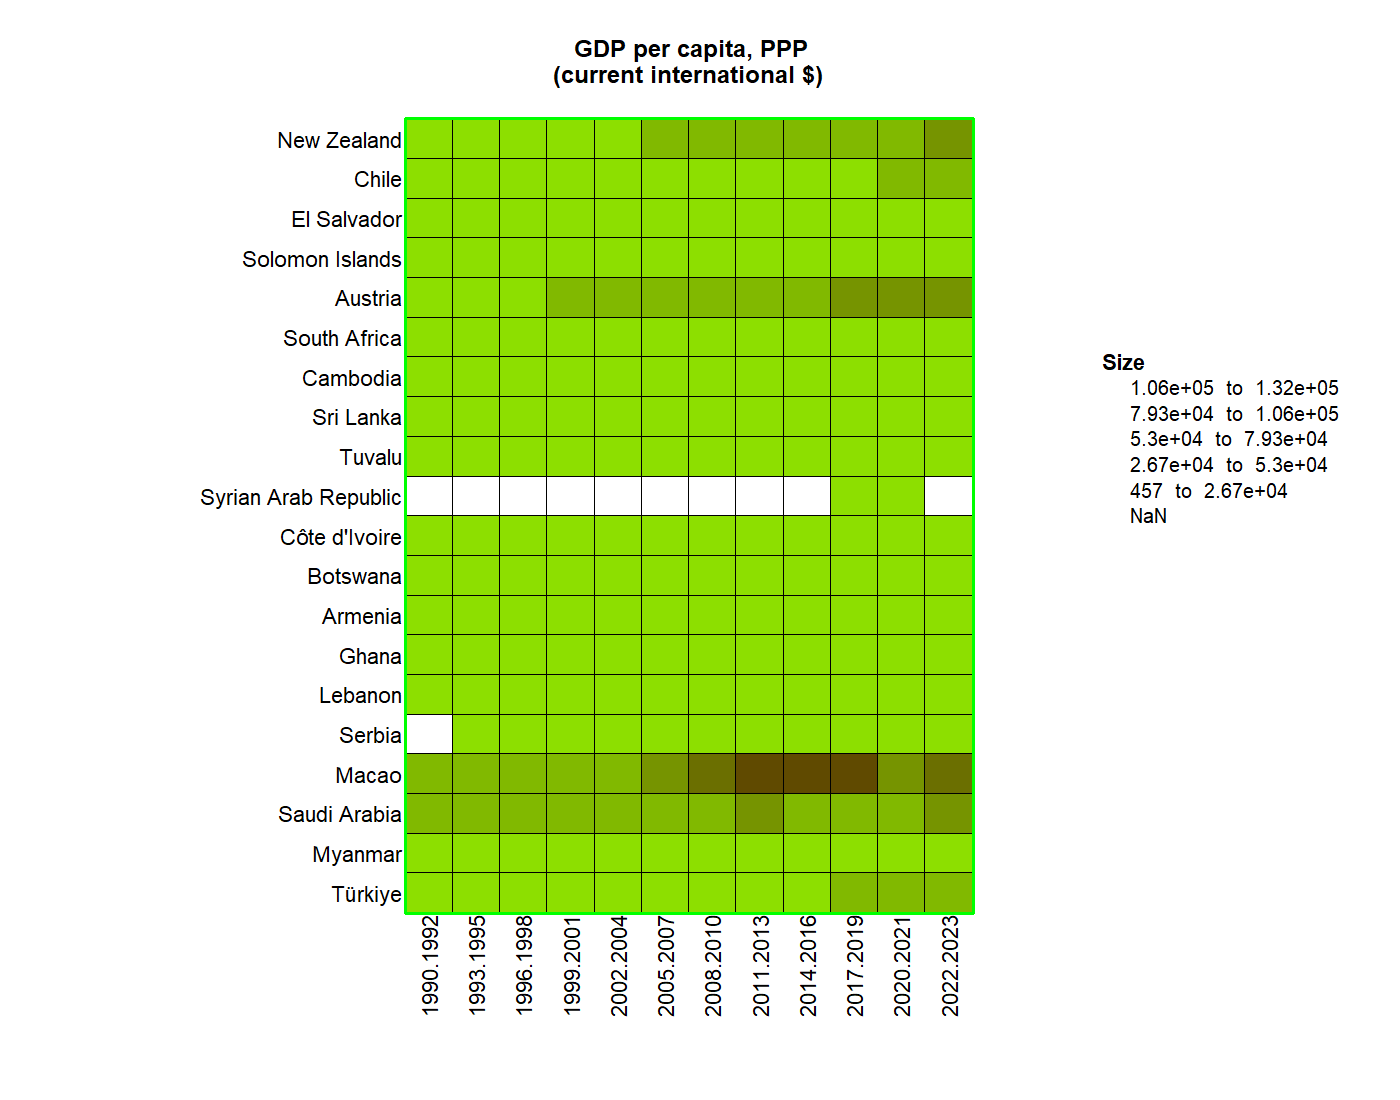 GDP per capita, PPP
(current international $)
New Zealand
Chile
El Salvador
Solomon Islands
Austria
South Africa
Cambodia
Sri Lanka
Tuvalu
Syrian Arab Republic
Côte d'Ivoire
Botswana
Armenia
Ghana
Lebanon
Serbia
Macao
Saudi Arabia
Myanmar
Türkiye
1990.1992
1993.1995
1996.1998
1999.2001
2002.2004
2005.2007
2008.2010
2011.2013
2014.2016
2017.2019
2020.2021
2022.2023
Size
1.06e+05 to 1.32e+05
7.93e+04 to 1.06e+05
5.3e+04 to 7.93e+04
2.67e+04 to 5.3e+04
457 to 2.67e+04
NaN